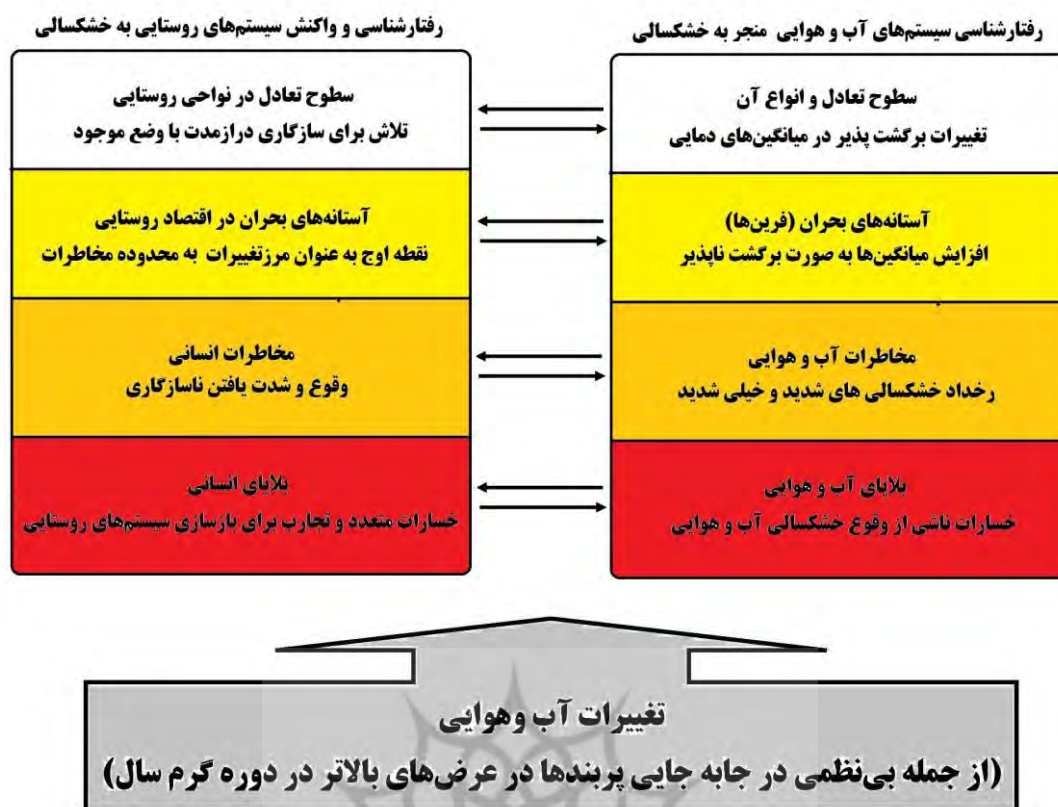 رفتارشناسی سیستم‌های آب و هوایی منجر به خشکسالی
سطوح تعادل و انواع آن
تغییرات برگشت پذیر در میانگین‌های دمایی
آستانه‌های بحران (فرین‌ها)
افزایش میانگین‌ها به صورت برگشت ناپذیر
مخاطرات آب و هوایی
رخداد خشکسالی های شدید و خیلی شدید
بلایای آب و هوایی
خسارات ناشی از وقوع خشکسالی آب و هوایی
رفتارشناسی و واکنش سیستم‌های روستایی به خشکسالی
سطوح تعادل در نواحی روستایی
تلاش برای سازگاری درازمدت با وضع موجود
آستانه‌های بحران در اقتصاد روستایی
نقطه اوج به عنوان مرزتغییرات به محدوده مخاطرات
مخاطرات انسانی
وقوع و شدت یافتن ناسازگاری
بلایای انسانی
خسارات متعدد و تجارب برای بازسازی سیستم‌های روستایی
تغییرات آب وهوایی
(از جمله بی‌نظمی در جابه جایی پربندها در عرض‌های بالاتر در دوره گرم سال)